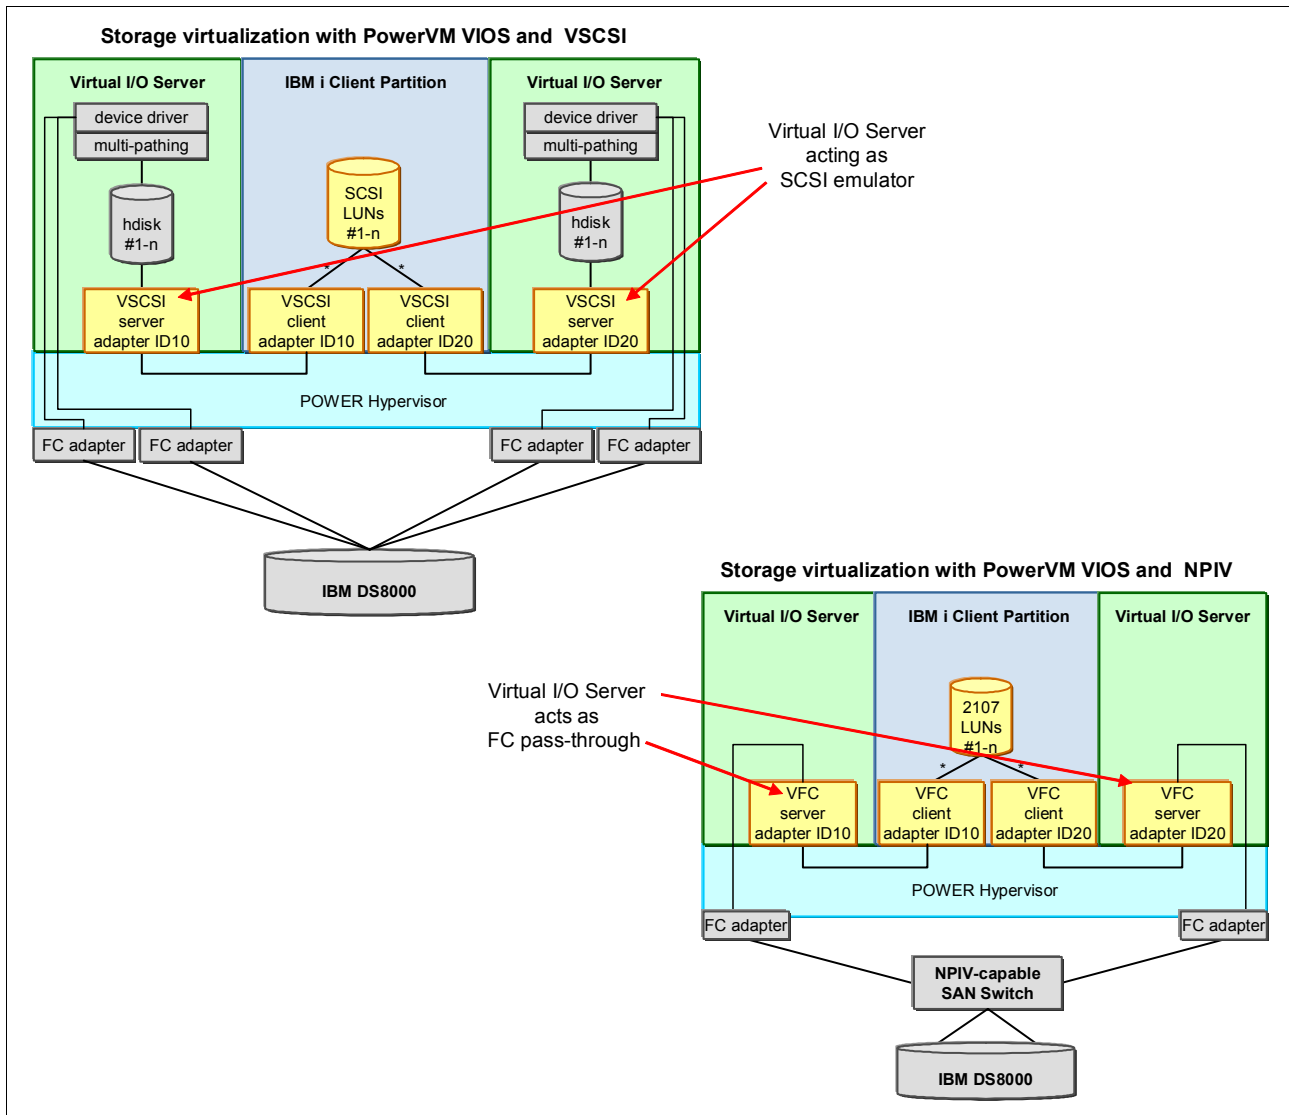 Storage virtualization with PowerVM VIOS and VSCSI
Virtual I/O Server
IBM i Client Partition
Virtual I/O Server
device driver
multi-pathing
hdisk
#1-n
VSCSI
server
adapter ID10
SCSI
LUNs
#1-n
*
*
VSCSI
client
adapter ID10
VSCSI
client
adapter ID20
device driver
multi-pathing
hdisk
#1-n
VSCSI
server
adapter ID20
Virtual I/O Server
acting as
SCSI emulator
POWER Hypervisor
FC adapter
FC adapter
FC adapter
FC adapter
IBM DS8000
Storage virtualization with PowerVM VIOS and NPIV
Virtual I/O Server
IBM i Client Partition
Virtual I/O Server
Virtual I/O Server
acts as
FC pass-through
2107
LUNs
#1-n
*
*
VFC
server
adapter ID10
VFC
client
adapter ID10
VFC
client
adapter ID20
VFC
server
adapter ID20
POWER Hypervisor
FC adapter
FC adapter
NPIV-capable
SAN Switch
IBM DS8000